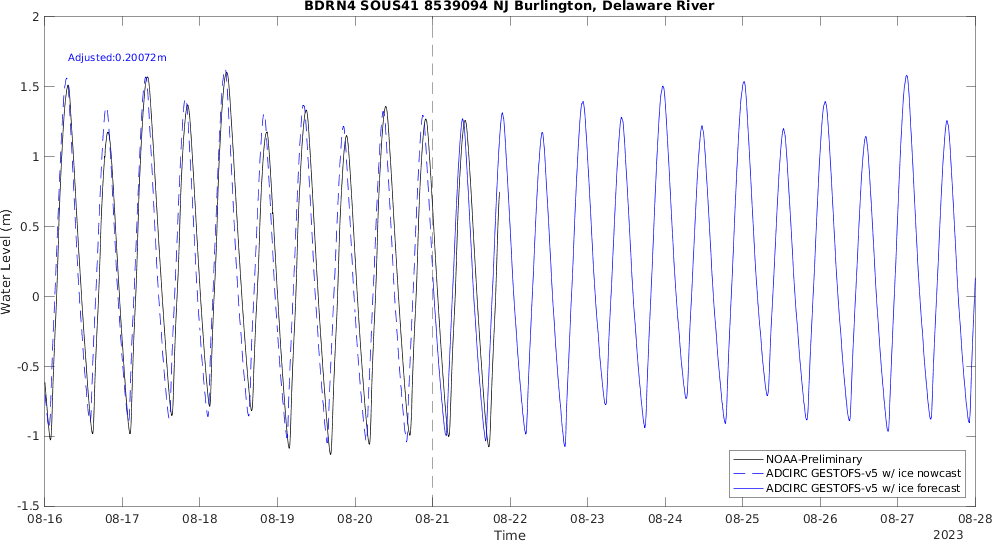 BDRN4 SOUS41 8539094 NJ Burlington, Delaware River
2
Adjusted:0.20072m
1.5
1
0.5
0
-0.5
-1
-1.5
Water Level (m)
NOAA-Preliminary
ADCIRC GESTOFS-v5 w/ ice nowcast
ADCIRC GESTOFS-v5 w/ ice forecast
08-16 08-17 08-18 08-19 08-20 08-21 08-22 08-23 08-24 08-25 08-26 08-27 08-28
Time
2023